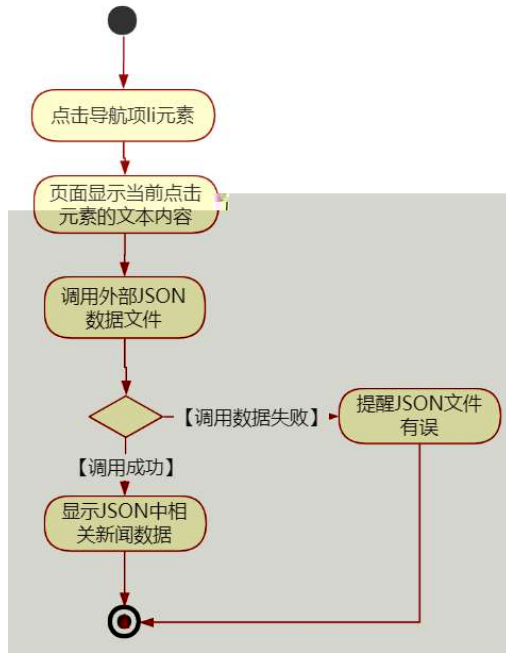 点击导航项li元素
页面显示当前点击
元素的文本内容
调用外部JSON
数据文件
【调用数据失败】
提醒JSON文件
有误
【调用成功】
显示JSON中相
关新闻数据